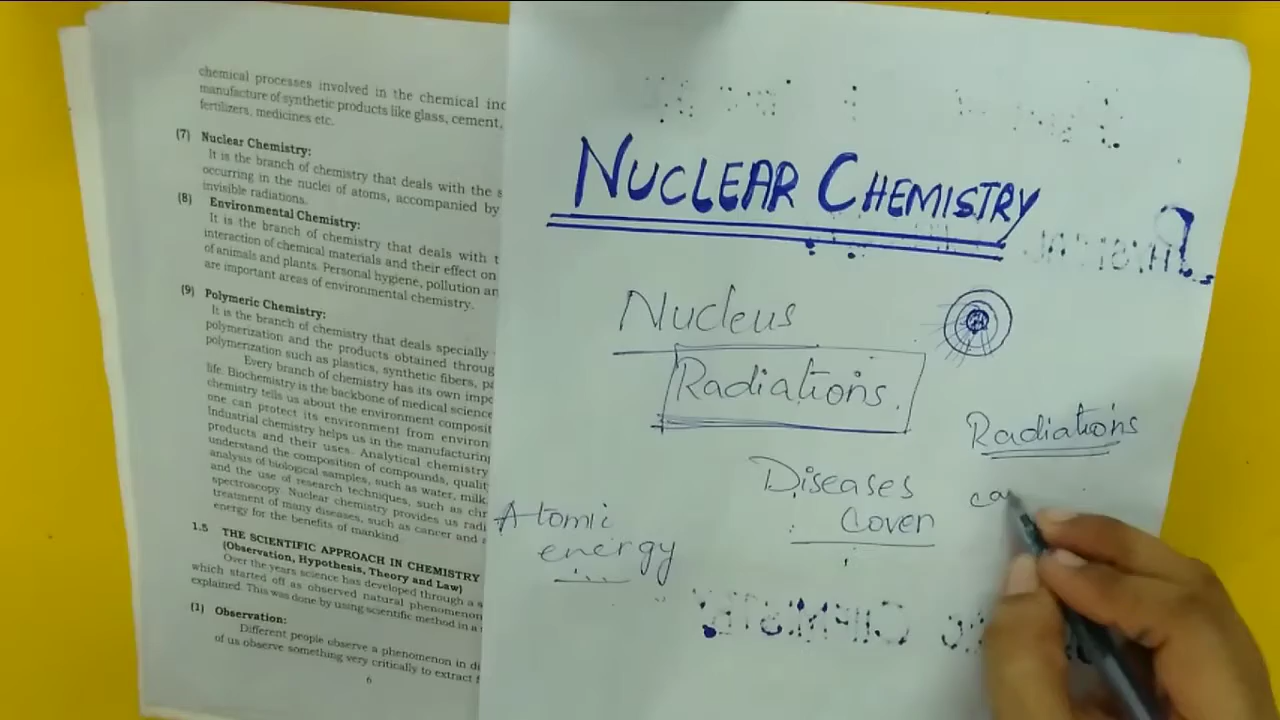 chemical processes involved in the chemical inc
manufacture of synthetic products like glass, cement,
fertilizers, medicines etc.
(7) Nuclear Chemistry:
It is the branch of chemistry that deals with the s
occurring in the nuclei of atoms, accompanied by
invisible radiations.
(8) Environmental Chemistry:
It is the branch of chemistry that deals with t
interaction of chemical materials and their effect on
of animals and plants. Personal hygiene, pollution an
are important areas of environmental chemistry.
(9) Polymeric Chemistry:
It is the branch of chemistry that deals specially
polymerization and the products obtained throug
polymerization such as plastics, synthetic fibers, pa
Every branch of chemistry has its own impo
life. Biochemistry is the backbone of medical science
chemistry tells us about the environment composit
one can protect its environment from environ
Industrial chemistry helps us in the manufacturing
products and their uses. Analytical chemistry
understand the composition of compounds, qualit
analysis of biological samples, such as water, milk,
and the use of research techniques, such as chr
spectroscopy. Nuclear chemistry provides us radi
treatment of many diseases, such as cancer and a
energy for the benefits of mankind.
1.5 THE SCIENTIFIC APPROACH IN CHEMISTRY
(Observation, Hypothesis, Theory and Law)
Over the years science has developed through a s
which started off as observed natural phenomenon
explained. This was done by using scientific method in a
(1) Observation:
Different people observe a phenomenon in di
of us observe something very critically to extract
6
NUCLEAR CHEMISTRY
Nucleus
Radiations.
Radiations
Diseases ca
Cover
Atomic
energy